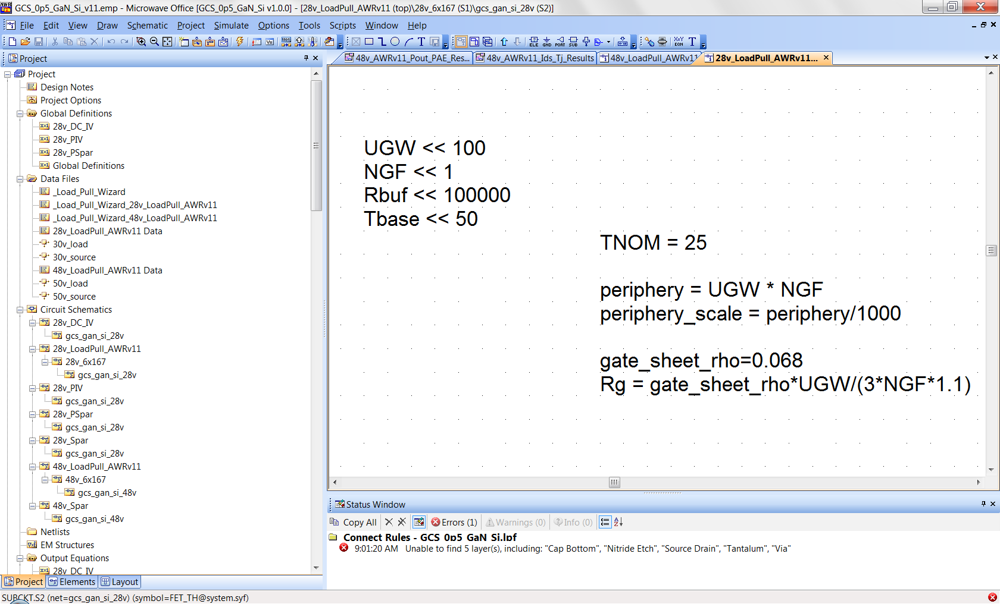 GCS_0p5_GaN_Si_v11.emp - Microwave Office [GCS_0p5_GaN_Si v1.0.0] - [28v_LoadPull_AWRv11 (top)\28v_6x167 (S1)\gcs_gan_si_28v (S2)]
File Edit View Draw Schematic Project Simulate Options Tools Scripts Window Help
Project
48v_AWRv11_Pout_PAE_Res... 48v_AWRv11_Ids_Tj_Results 48v_LoadPull_AWRv11 28v_LoadPull_AWRv11...
Project
Design Notes
Project Options
Global Definitions
28v_DC_IV
28v_PIV
28v_PSpar
Global Definitions
Data Files
_Load_Pull_Wizard
_Load_Pull_Wizard_28v_LoadPull_AWRv11
_Load_Pull_Wizard_48v_LoadPull_AWRv11
28v_LoadPull_AWRv11 Data
30v_load
30v_source
48v_LoadPull_AWRv11 Data
50v_load
50v_source
Circuit Schematics
28v_DC_IV
gcs_gan_si_28v
28v_LoadPull_AWRv11
28v_6x167
gcs_gan_si_28v
28v_PIV
gcs_gan_si_28v
28v_PSpar
gcs_gan_si_28v
28v_Spar
gcs_gan_si_28v
48v_LoadPull_AWRv11
48v_6x167
gcs_gan_si_48v
48v_Spar
gcs_gan_si_48v
Netlists
EM Structures
Output Equations
28v_DC_IV
Project Elements Layout
UGW << 100
NGF << 1
Rbuf << 100000
Tbase << 50
TNOM = 25
periphery = UGW * NGF
periphery_scale = periphery/1000
gate_sheet_rho=0.068
Rg = gate_sheet_rho*UGW/(3*NGF*1.1)
Status Window
Copy All Errors (1) Warnings (0) Info (0)
Connect Rules - GCS_0p5_GaN_Si.lpf
9:01:20 AM Unable to find 5 layer(s), including: "Cap Bottom", "Nitride Etch", "Source Drain", "Tantalum", "Via"
SUBCKT.S2 (net=gcs_gan_si_28v) (symbol=FET_TH@system.syf)